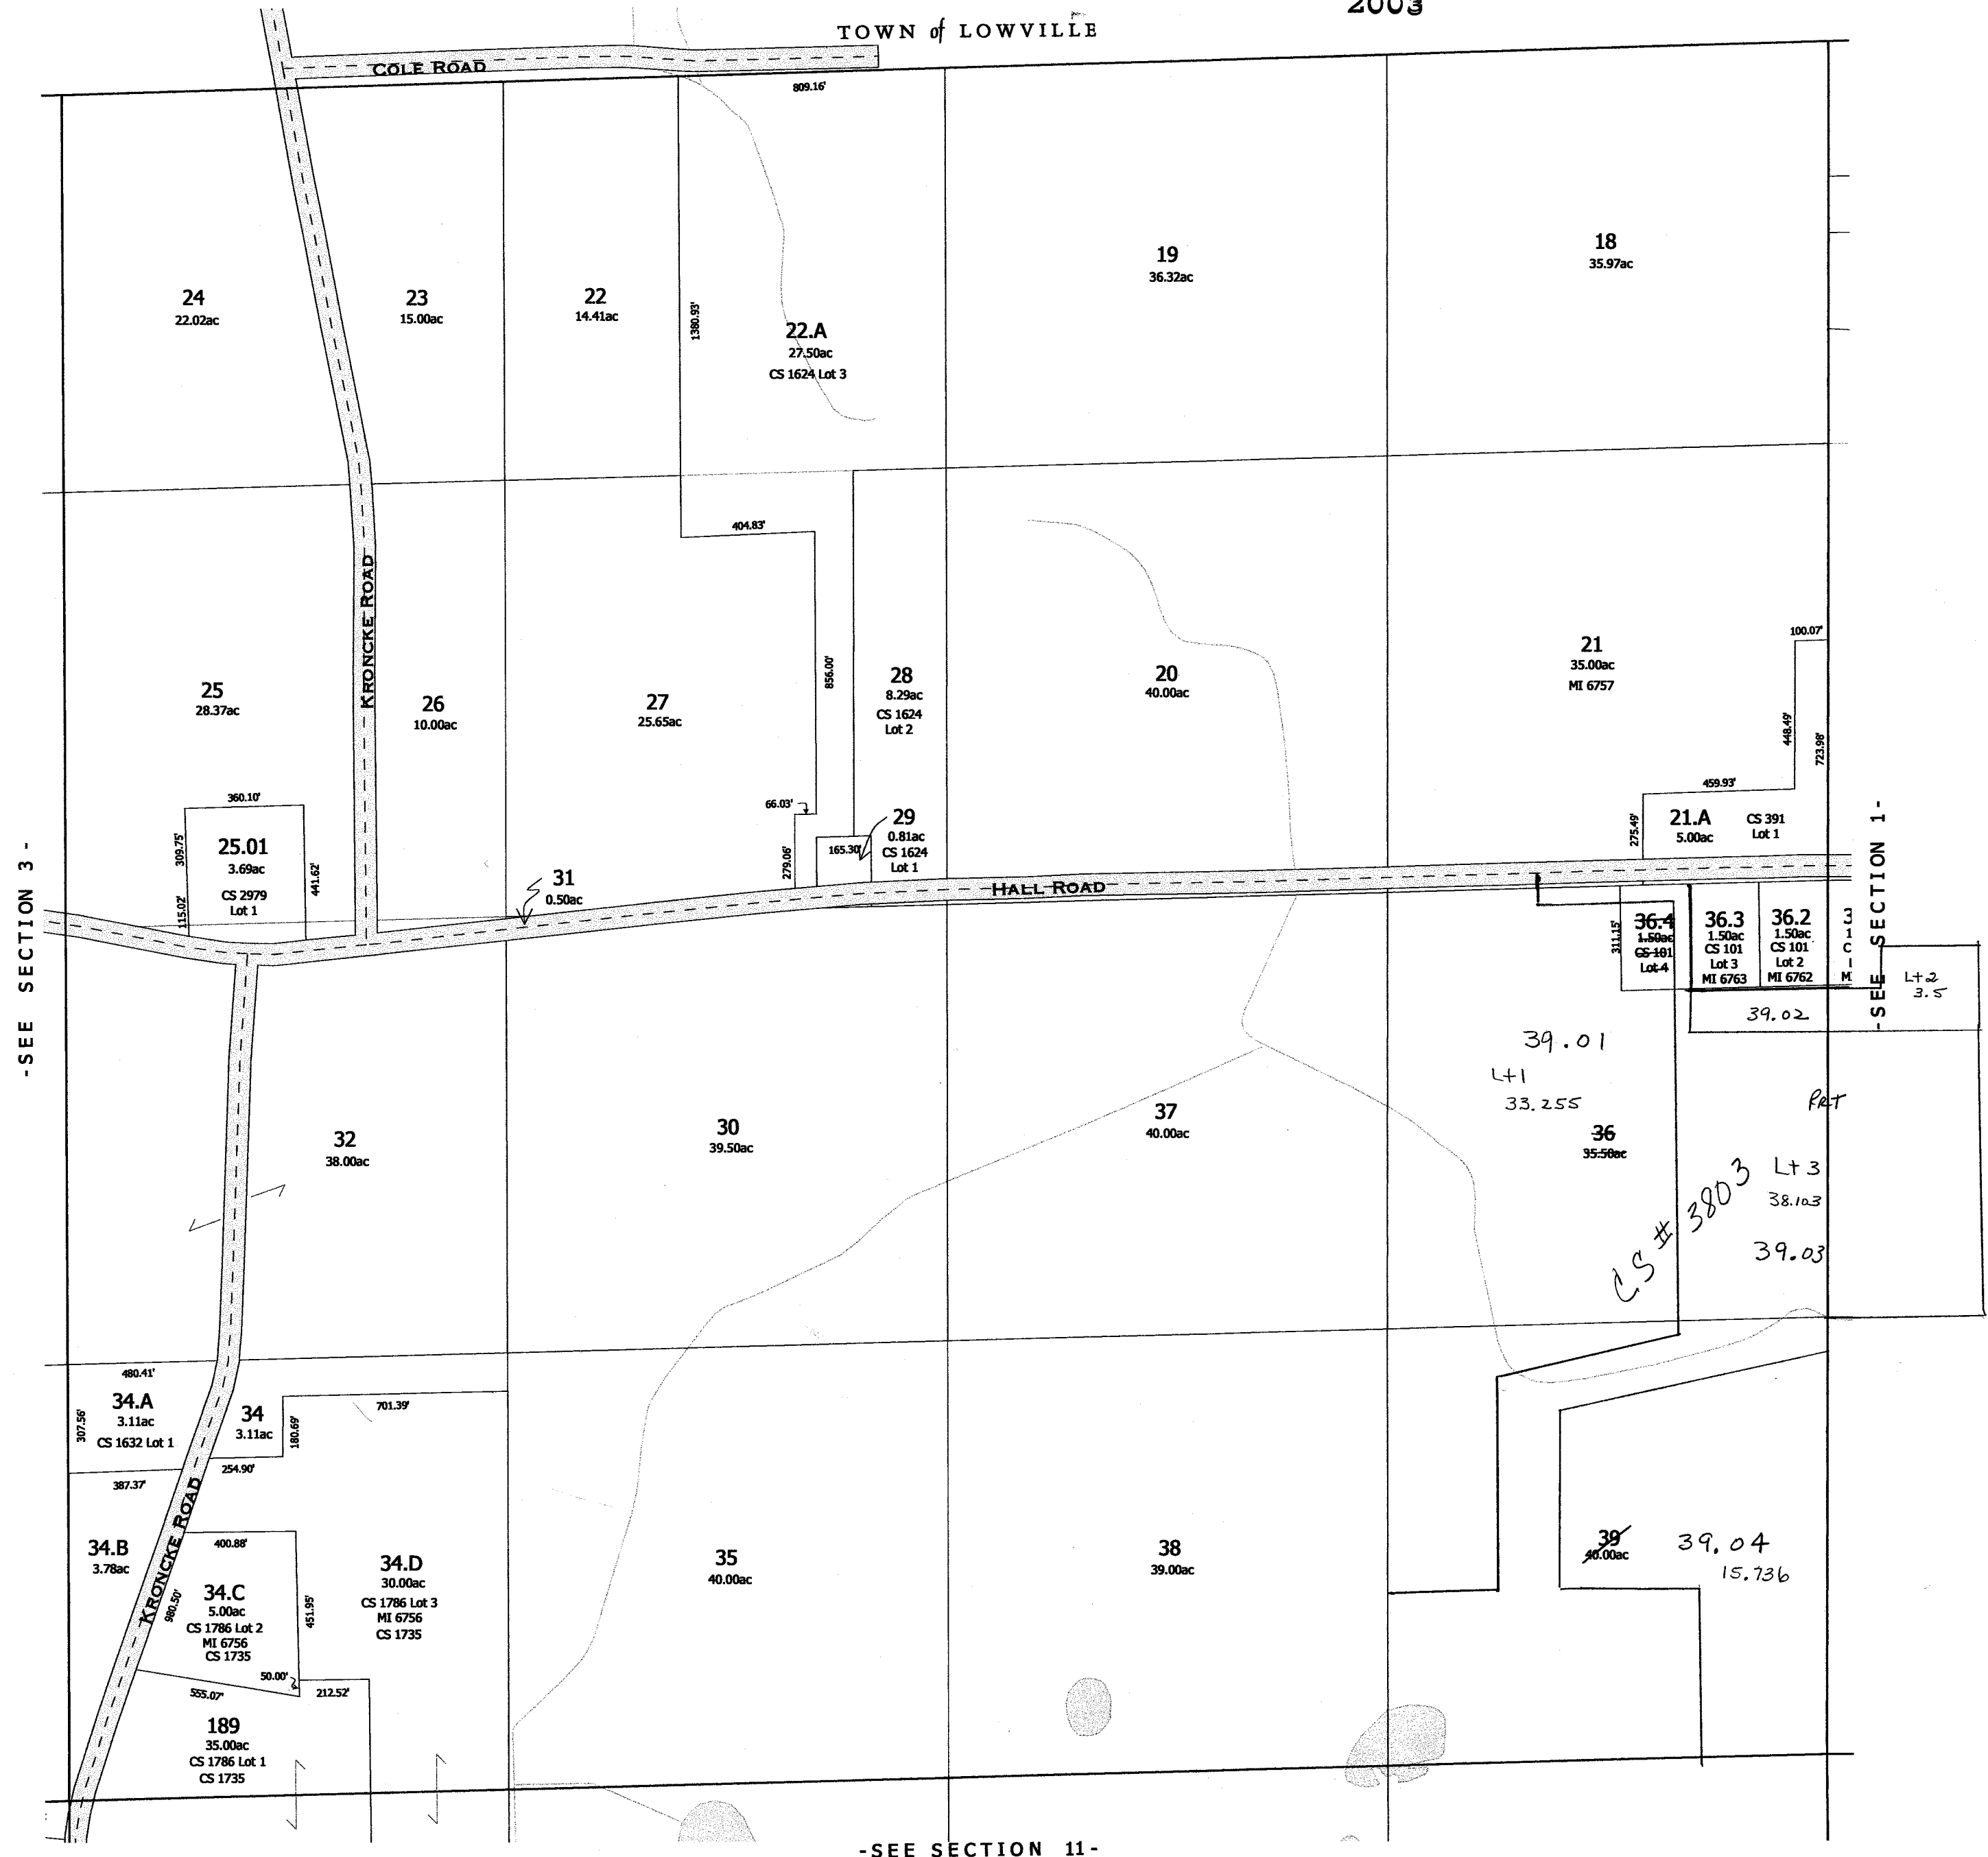 2003
TOWN of LOWVILLE
COLE ROAD
809.16'
24
22.02ac
23
15.00ac
22
14.41ac
1380.93'
22.A
27.50ac
CS 1624 Lot 3
19
36.32ac
18
35.97ac
KRONCKE ROAD
404.83'
856.00'
25
28.37ac
26
10.00ac
27
25.65ac
28
8.29ac
CS 1624
Lot 2
20
40.00ac
21
35.00ac
MI 6757
100.07'
448.49'
723.98'
459.93'
275.49'
21.A
5.00ac
CS 391
Lot 1
360.10'
309.75'
115.02'
441.62'
25.01
3.69ac
CS 2979
Lot 1
66.03'
279.06'
165.30'
29
0.81ac
CS 1624
Lot 1
31
0.50ac
HALL ROAD
-SEE SECTION 3 -
-SEE SECTION 1-
311.15'
36.4
1.50ac
CS 101
Lot 4
36.3
1.50ac
CS 101
Lot 3
MI 6763
36.2
1.50ac
CS 101
Lot 2
MI 6762
3
1
C
L
M
Lt 2
3.5
39.02
39.01
Lt 1
33.255
PRT
36
35.50ac
CS # 3803
Lt 3
38.103
39.03
32
38.00ac
30
39.50ac
37
40.00ac
480.41'
307.56'
34.A
3.11ac
CS 1632 Lot 1
387.37'
34
3.11ac
180.69'
254.90'
701.39'
KRONCKE ROAD
34.B
3.78ac
980.50'
400.88'
451.95'
34.C
5.00ac
CS 1786 Lot 2
MI 6756
CS 1735
34.D
30.00ac
CS 1786 Lot 3
MI 6756
CS 1735
50.00'
555.07'
212.52'
189
35.00ac
CS 1786 Lot 1
CS 1735
35
40.00ac
38
39.00ac
39
40.00ac
39.04
15.736
-SEE SECTION 11-